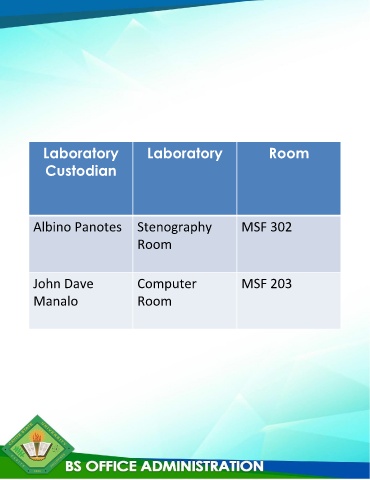 Laboratory Custodian
Laboratory
Room
Albino Panotes
Stenography Room
MSF 302
John Dave Manalo
Computer Room
MSF 203
BS OFFICE ADMINISTRATION